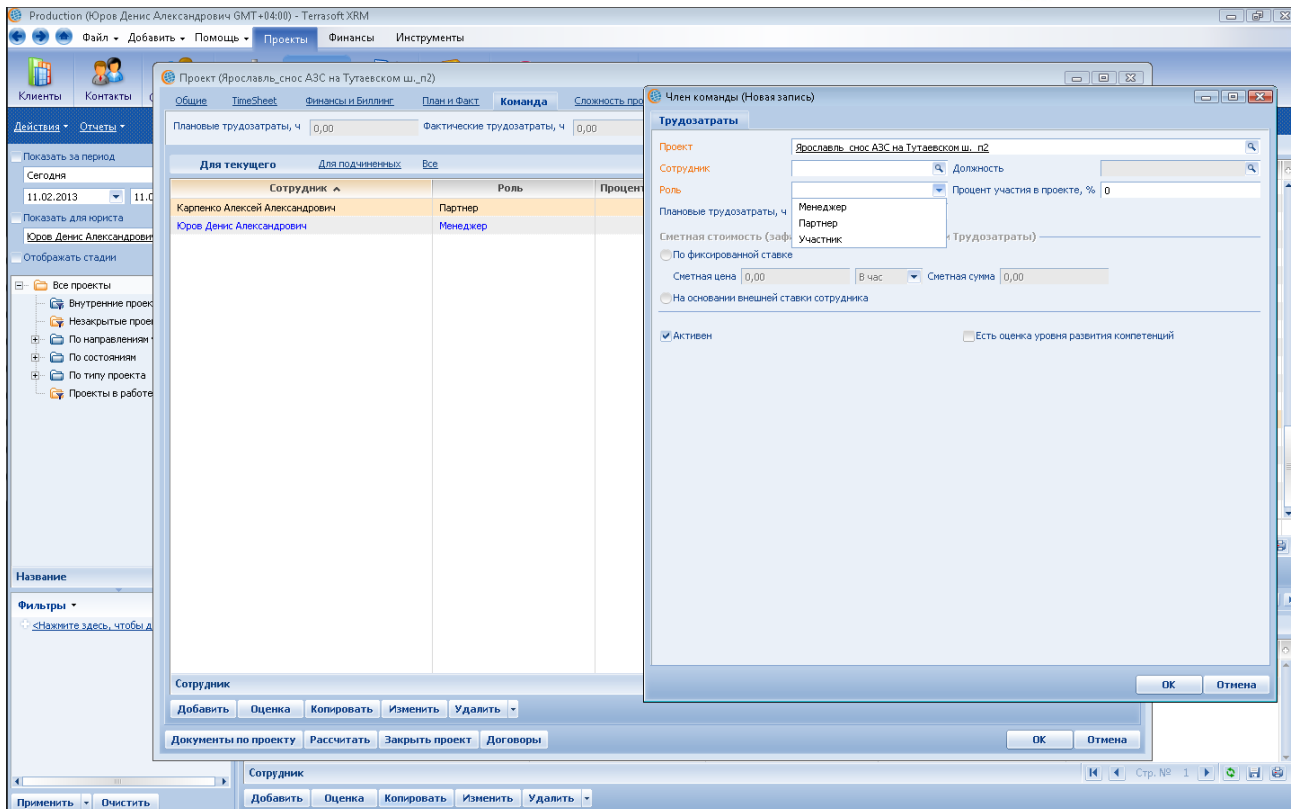 Production (Юров Денис Александрович GMT+04:00) - Terrasoft XRM
Файл Добавить Помощь Проекты Финансы Инструменты
Клиенты Контакты
Действия Отчеты
Показать за период
Сегодня
11.02.2013
Показать для юриста
Юров Денис Александрович
Отображать стадии
Все проекты
Внутренние проек
Незакрытые прое
По направлениям
По состояниям
По типу проекта
Проекты в работе
Название
Фильтры
<Нажмите здесь, чтобы д
Применить Очистить
Проект (Ярославль_снос АЗС на Тутаевском ш._п2)
Общие TimeSheet Финансы и Биллинг План и Факт Команда Сложность про
Плановые трудозатраты, ч 0,00 Фактические трудозатраты, ч 0,00
Для текущего Для подчиненных Все
Сотрудник Роль Процент
Карпенко Алексей Александрович Партнер
Юров Денис Александрович Менеджер
Сотрудник
Добавить Оценка Копировать Изменить Удалить
Документы по проекту Рассчитать Закрыть проект Договоры OK Отмена
Сотрудник Стр. № 1
Добавить Оценка Копировать Изменить Удалить
Член команды (Новая запись)
Трудозатраты
Проект Ярославль_снос АЗС на Тутаевском ш._п2
Сотрудник Должность
Роль Процент участия в проекте, % 0
Менеджер
Партнер
Участник
Плановые трудозатраты, ч
Сметная стоимость (заф Трудозатраты)
По фиксированной ставке
Сметная цена 0,00 В час Сметная сумма 0,00
На основании внешней ставки сотрудника
Активен Есть оценка уровня развития компетенций
OK Отмена